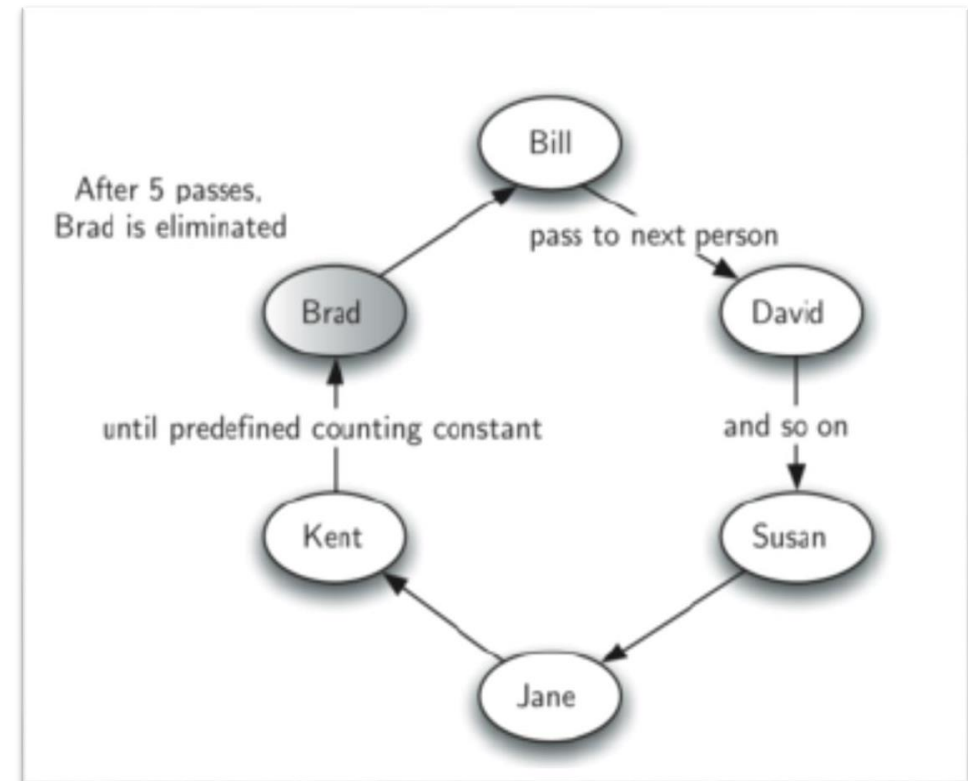 Bill
After 5 passes,
Brad is eliminated
pass to next person
Brad
David
until predefined counting constant
and so on
Kent
Susan
Jane